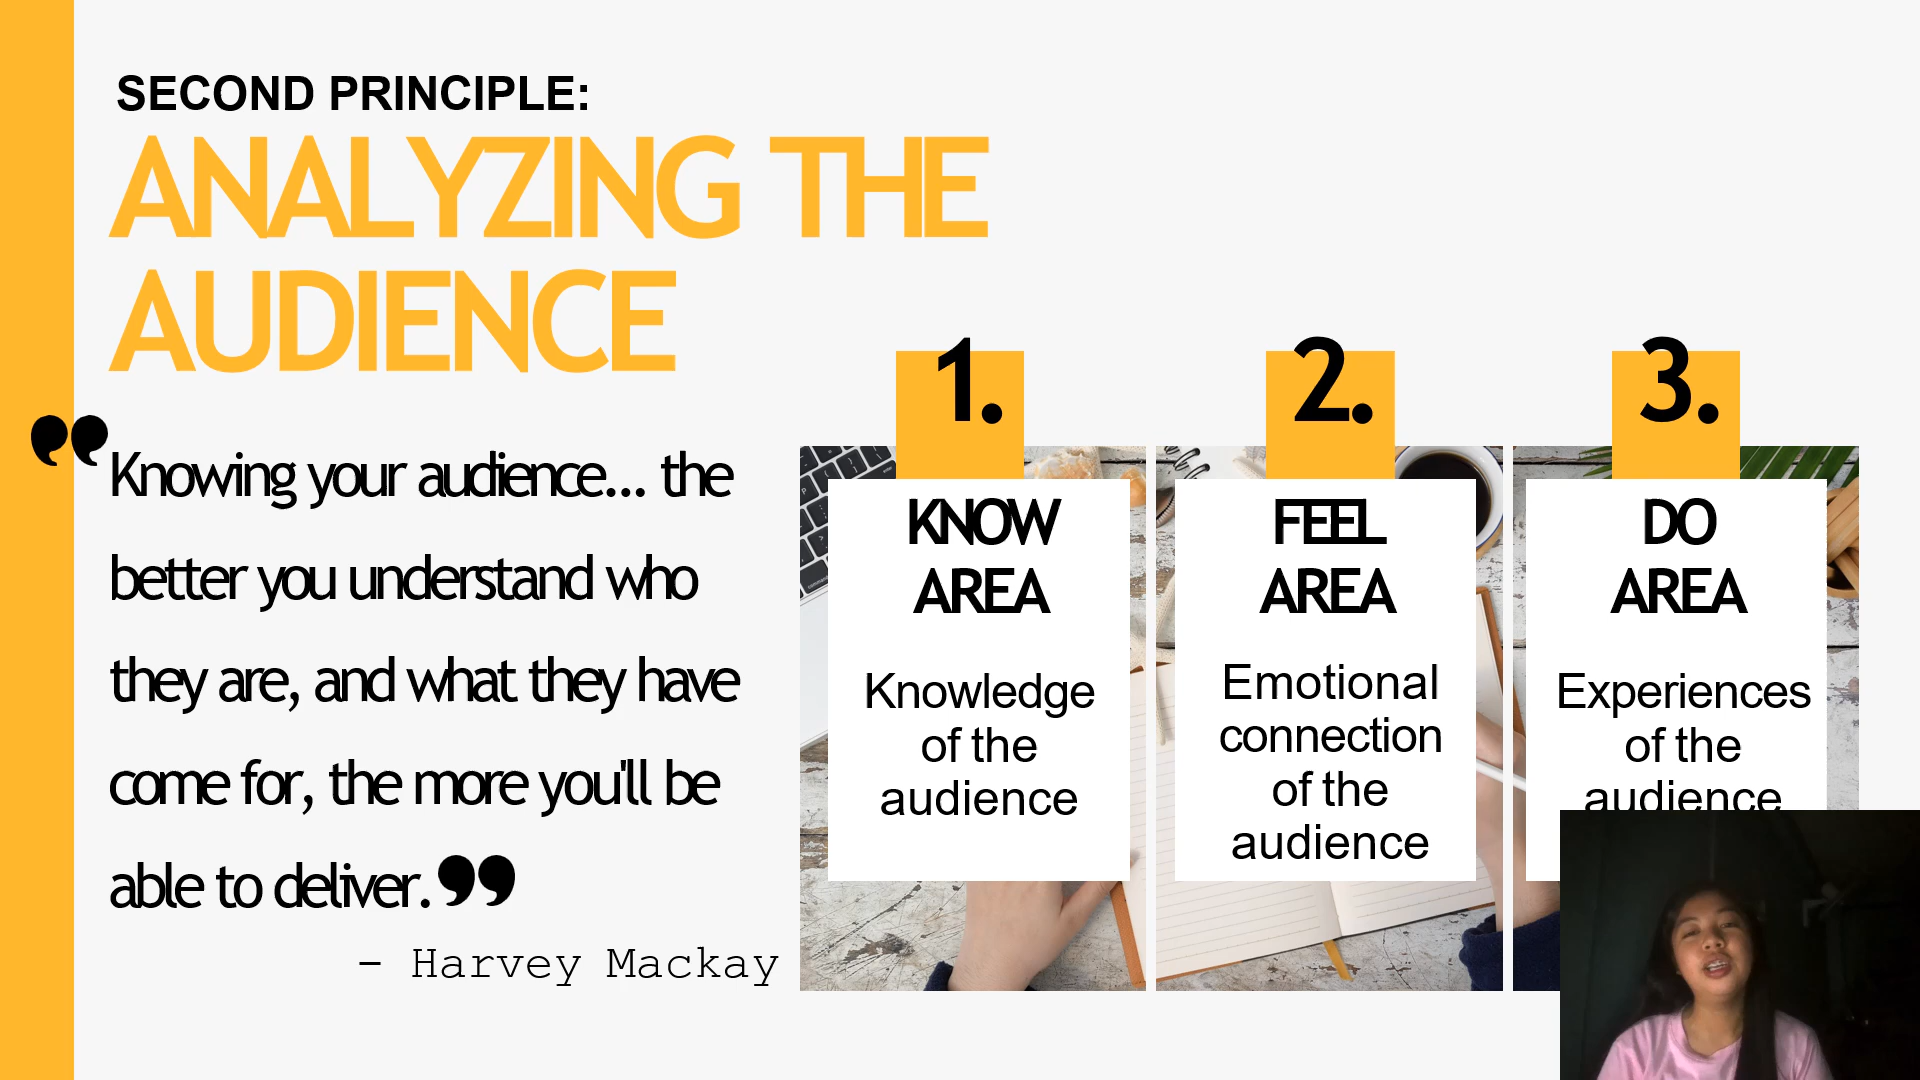 SECOND PRINCIPLE:
ANALYZING THE
AUDIENCE
Knowing your audience... the
better you understand who
they are, and what they have
come for, the more you'll be
able to deliver.”
- Harvey Mackay
1.
KNOW
AREA
Knowledge
of the
audience
2.
FEEL
AREA
Emotional
connection
of the
audience
3.
DO
AREA
Experiences
of the
audience